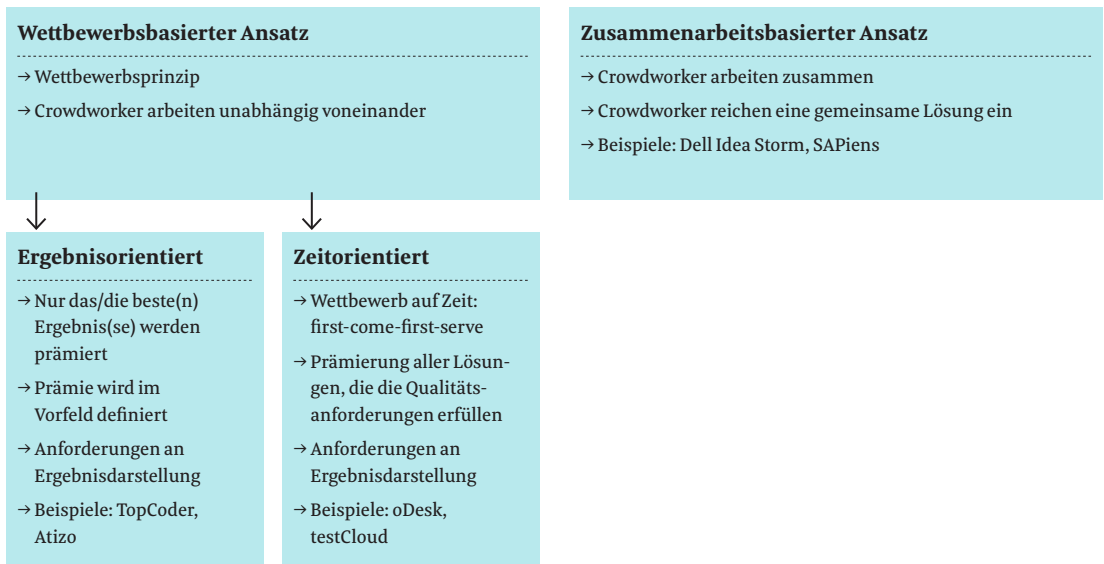 Wettbewerbsbasierter Ansatz
→ Wettbewerbsprinzip
→ Crowdworker arbeiten unabhängig voneinander
Zusammenarbeitsbasierter Ansatz
→ Crowdworker arbeiten zusammen
→ Crowdworker reichen eine gemeinsame Lösung ein
→ Beispiele: Dell Idea Storm, SAPiens
Ergebnisorientiert
→ Nur das/die beste(n)
Ergebnis(se) werden
prämiert
→ Prämie wird im
Vorfeld definiert
→ Anforderungen an
Ergebnisdarstellung
→ Beispiele: TopCoder,
Atizo
Zeitorientiert
→ Wettbewerb auf Zeit:
first-come-first-serve
→ Prämierung aller Lösun-
gen, die die Qualitäts-
anforderungen erfüllen
→ Anforderungen an
Ergebnisdarstellung
→ Beispiele: oDesk,
testCloud